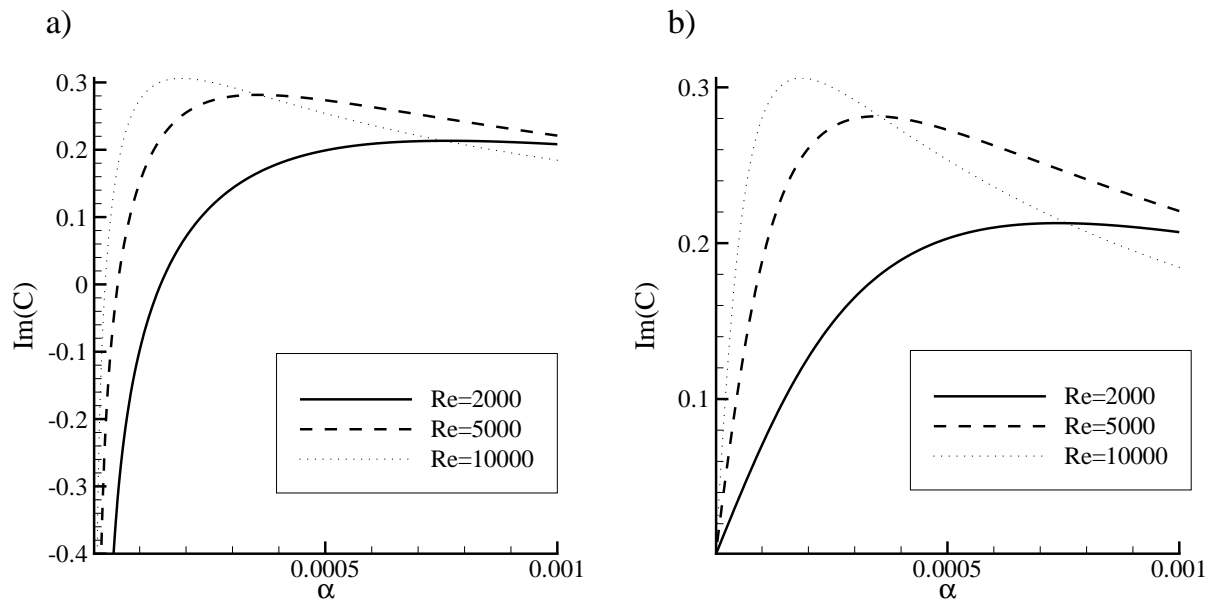 a)
0.3
0.2
0.1
0
-0.1
-0.2
-0.3
-0.4
Im(C)
0.0005
0.001
α
Re=2000
Re=5000
Re=10000
b)
0.3
0.2
0.1
Im(C)
0.0005
0.001
α
Re=2000
Re=5000
Re=10000